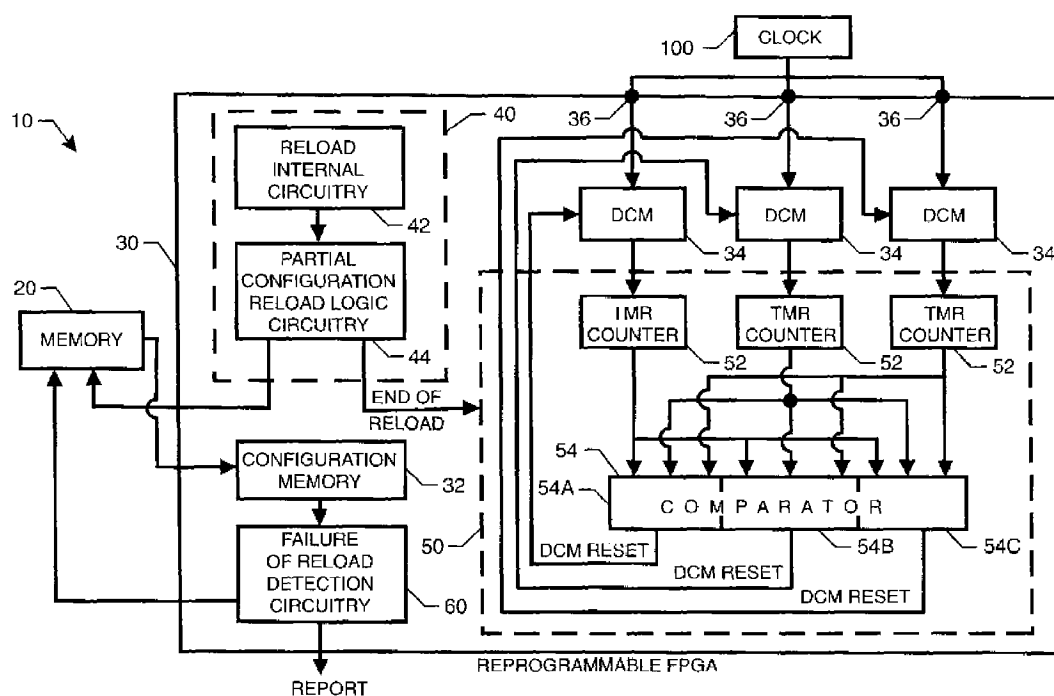 CLOCK
100
10
40
36
36
36
RELOAD
INTERNAL
CIRCUITRY
42
DCM
DCM
DCM
34
34
34
30
PARTIAL
CONFIGURATION
RELOAD LOGIC
CIRCUITRY
44
20
MEMORY
TMR
COUNTER
TMR
COUNTER
TMR
COUNTER
52
52
52
END OF
RELOAD
CONFIGURATION
MEMORY
32
54
54A
COMPARATOR
54B
54C
50
FAILURE
OF RELOAD
DETECTION
CIRCUITRY
60
DCM RESET
DCM RESET
DCM RESET
REPROGRAMMABLE FPGA
REPORT